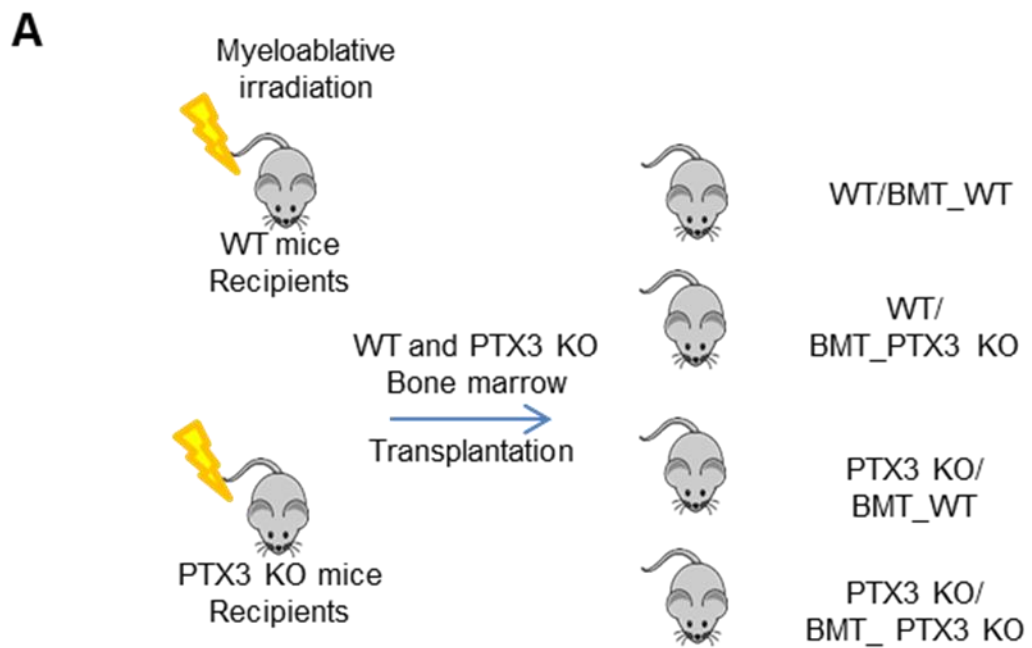 A
Myeloablative
irradiation
WT mice
Recipients
WT and PTX3 KO
Bone marrow
Transplantation
PTX3 KO mice
Recipients
WT/BMT_WT
WT/
BMT_PTX3 KO
PTX3 KO/
BMT_WT
PTX3 KO/
BMT_ PTX3 KO